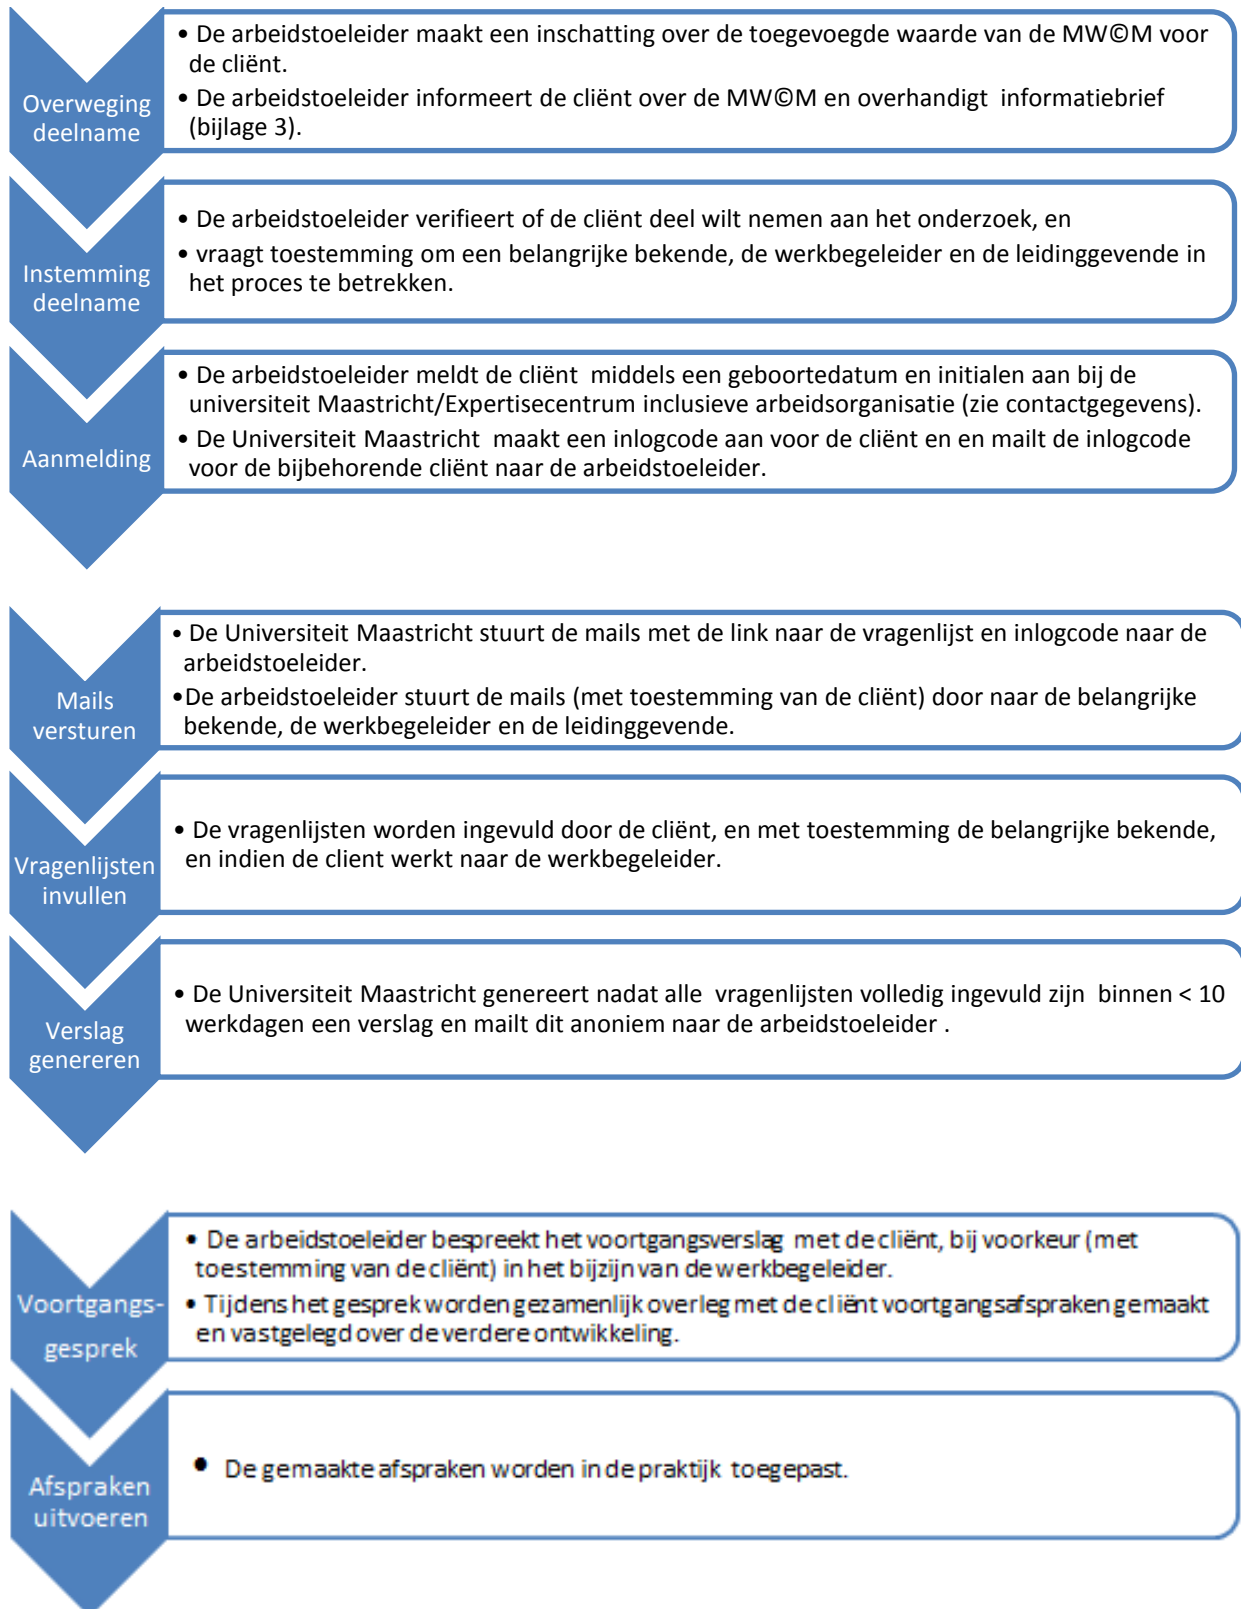 Overweging
deelname
• De arbeidstoeleider maakt een inschatting over de toegevoegde waarde van de MW©M voor
de cliënt.
• De arbeidstoeleider informeert de cliënt over de MW©M en overhandigt informatiebrief
(bijlage 3).
Instemming
deelname
• De arbeidstoeleider verifieert of de cliënt deel wilt nemen aan het onderzoek, en
• vraagt toestemming om een belangrijke bekende, de werkbegeleider en de leidinggevende in
het proces te betrekken.
Aanmelding
• De arbeidstoeleider meldt de cliënt middels een geboortedatum en initialen aan bij de
universiteit Maastricht/Expertisecentrum inclusieve arbeidsorganisatie (zie contactgegevens).
• De Universiteit Maastricht maakt een inlogcode aan voor de cliënt en en mailt de inlogcode
voor de bijbehorende cliënt naar de arbeidstoeleider.
Mails
versturen
• De Universiteit Maastricht stuurt de mails met de link naar de vragenlijst en inlogcode naar de
arbeidstoeleider.
•De arbeidstoeleider stuurt de mails (met toestemming van de cliënt) door naar de belangrijke
bekende, de werkbegeleider en de leidinggevende.
Vragenlijsten
invullen
• De vragenlijsten worden ingevuld door de cliënt, en met toestemming de belangrijke bekende,
en indien de client werkt naar de werkbegeleider.
Verslag
genereren
• De Universiteit Maastricht genereert nadat alle vragenlijsten volledig ingevuld zijn binnen < 10
werkdagen een verslag en mailt dit anoniem naar de arbeidstoeleider .
Voortgangs-
gesprek
• De arbeidstoeleider bespreekt het voortgangsverslag met de cliënt, bij voorkeur (met
toestemming van de cliënt) in het bijzijn van de werkbegeleider.
• Tijdens het gesprek worden gezamenlijk overleg met de cliënt voortgangsafspraken gemaakt
en vastgelegd over de verdere ontwikkeling.
Afspraken
uitvoeren
• De gemaakte afspraken worden in de praktijk toegepast.